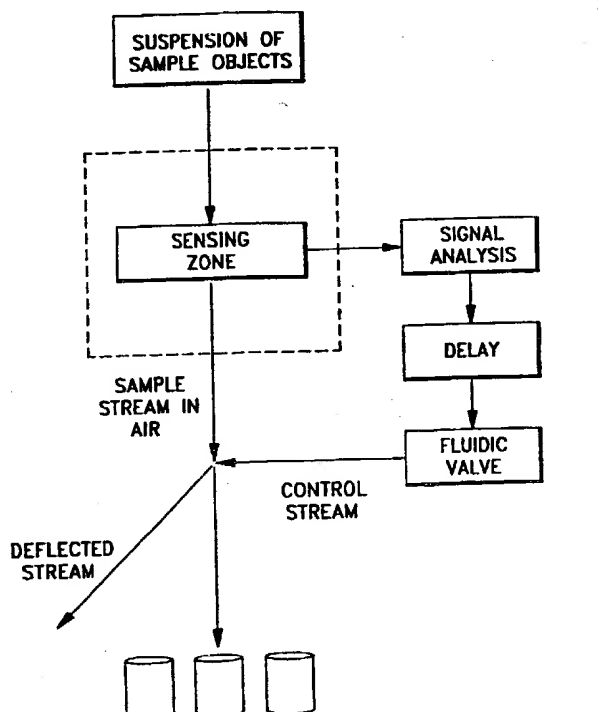 SUSPENSION OF
SAMPLE OBJECTS
SENSING
ZONE
SIGNAL
ANALYSIS
DELAY
SAMPLE
STREAM IN
AIR
FLUIDIC
VALVE
CONTROL
STREAM
DEFLECTED
STREAM